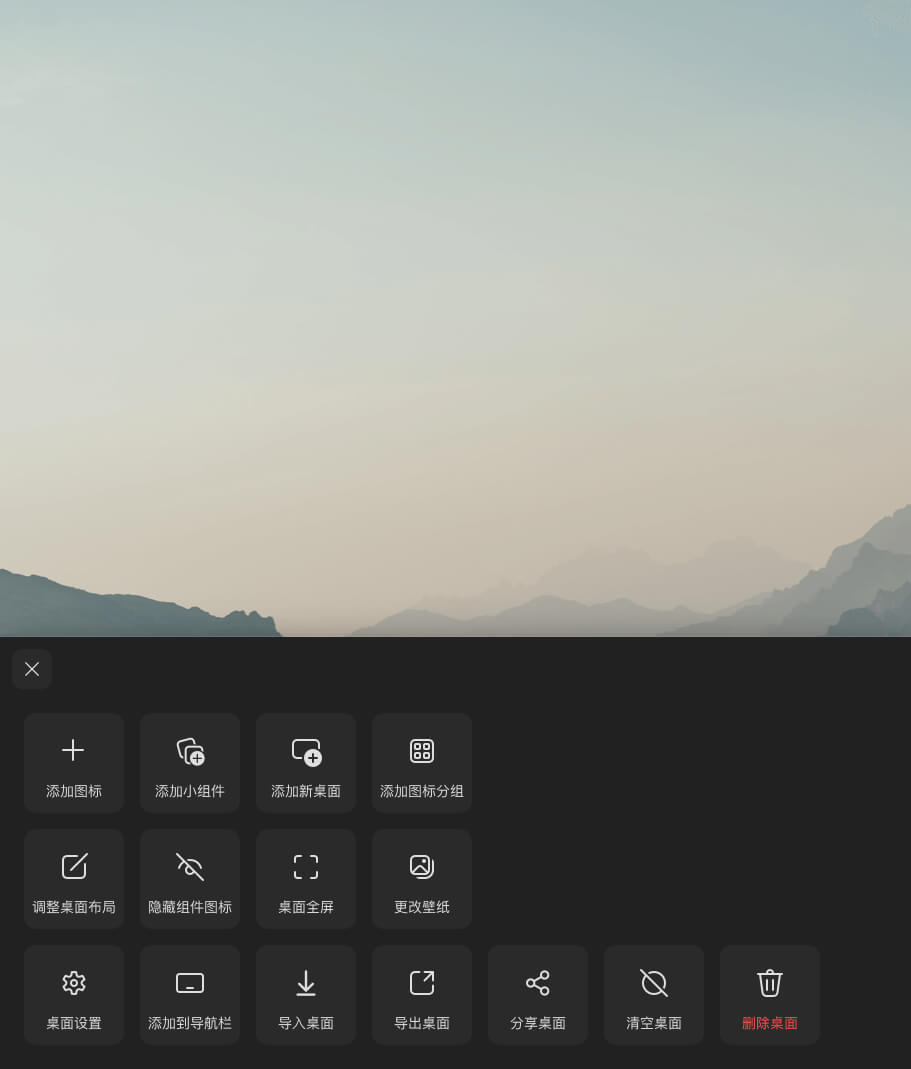 添加图标
添加小组件
添加新桌面
添加图标分组
调整桌面布局
隐藏组件图标
桌面全屏
更改壁纸
桌面设置
添加到导航栏
导入桌面
导出桌面
分享桌面
清空桌面
删除桌面